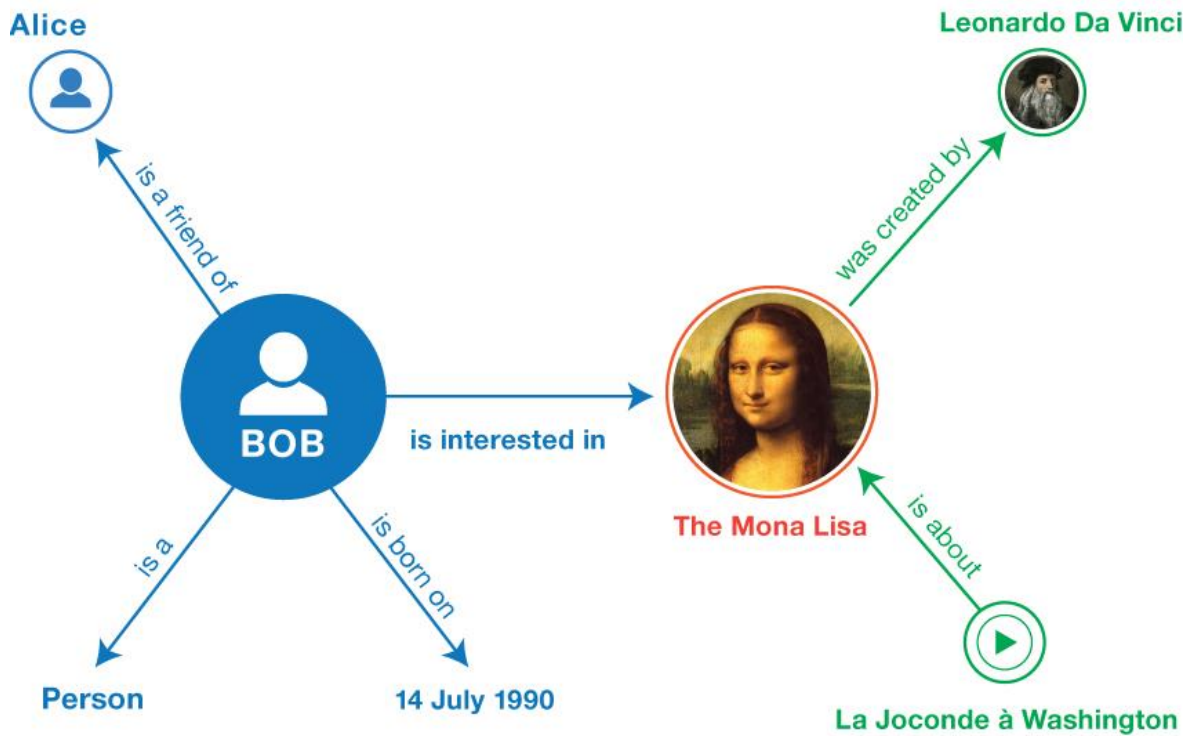 Alice
Leonardo Da Vinci
is a friend of
was created by
BOB
is interested in
The Mona Lisa
is a
is born on
is about
Person
14 July 1990
La Joconde à Washington